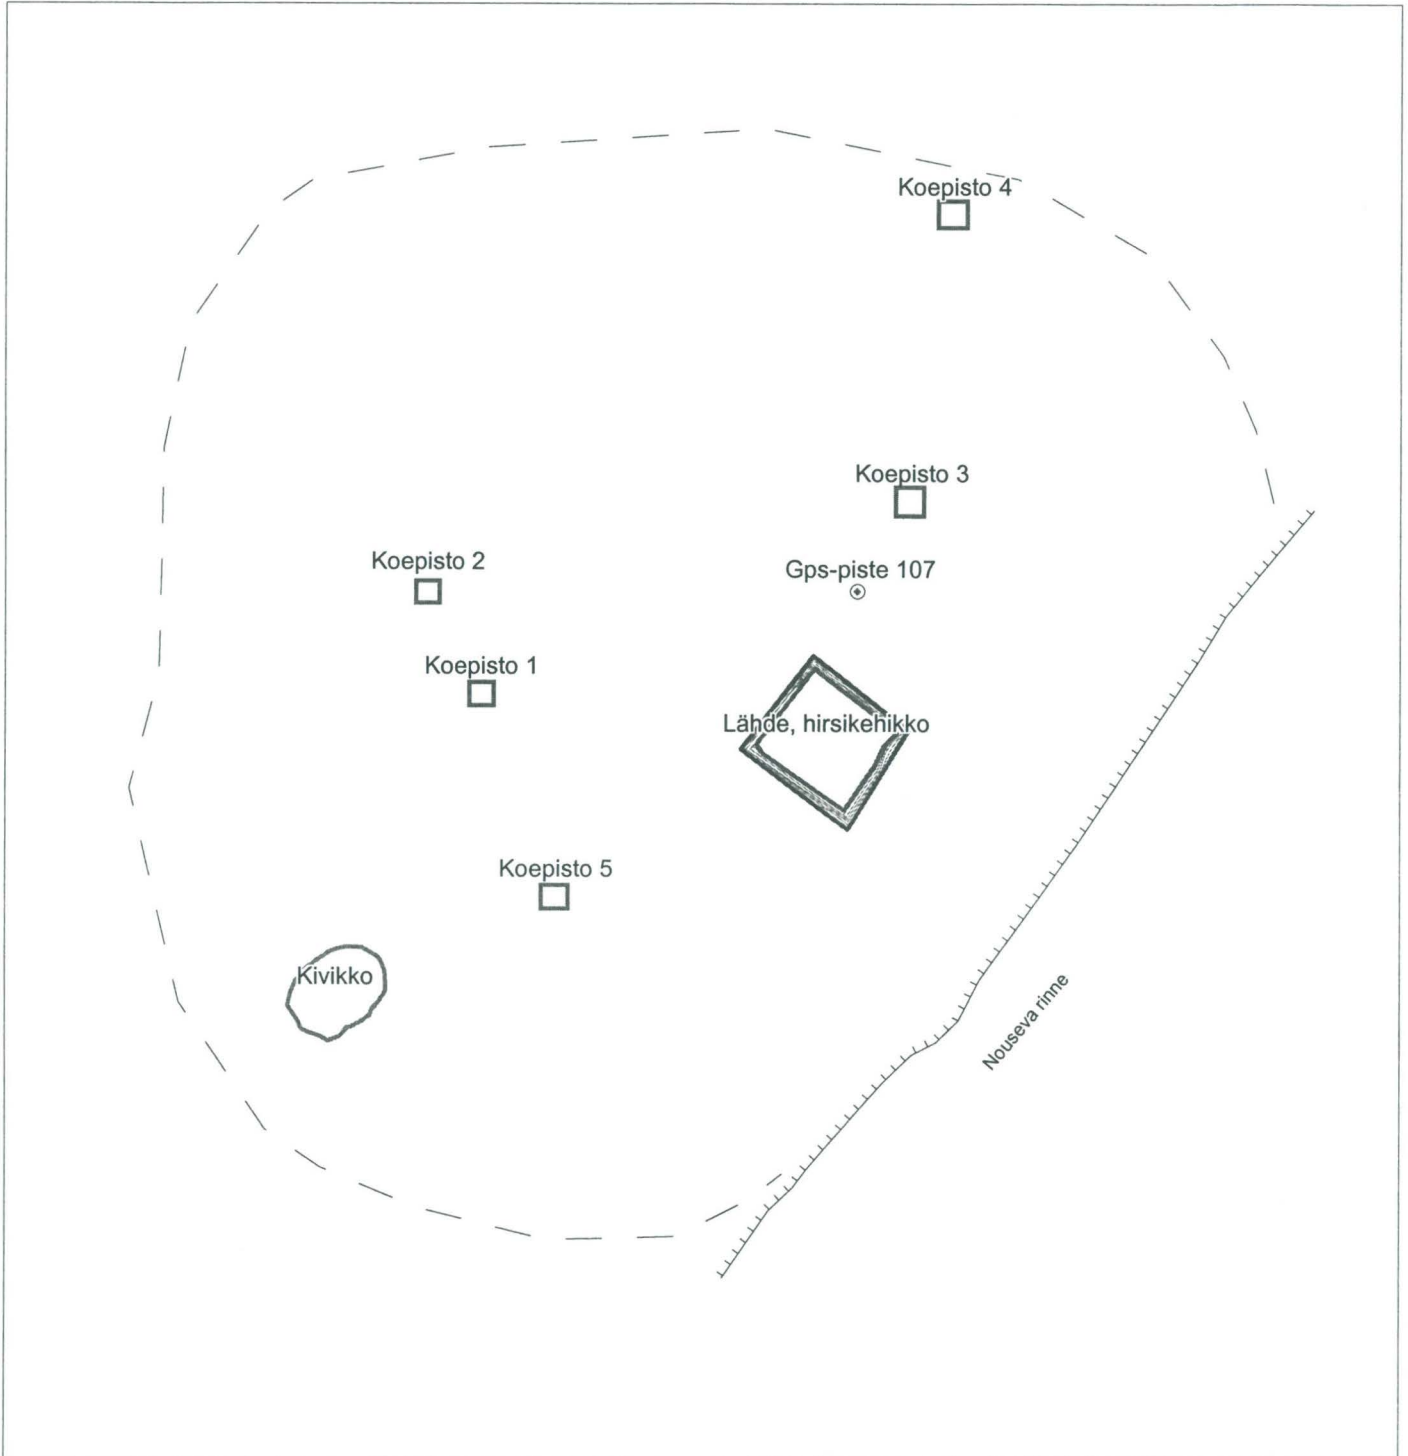 Koepisto 4
Koepisto 3
Koepisto 2
Gps-piste 107
Koepisto 1
Lähde, hirsikehikko
Koepisto 5
Kivikko
Nouseva rinne